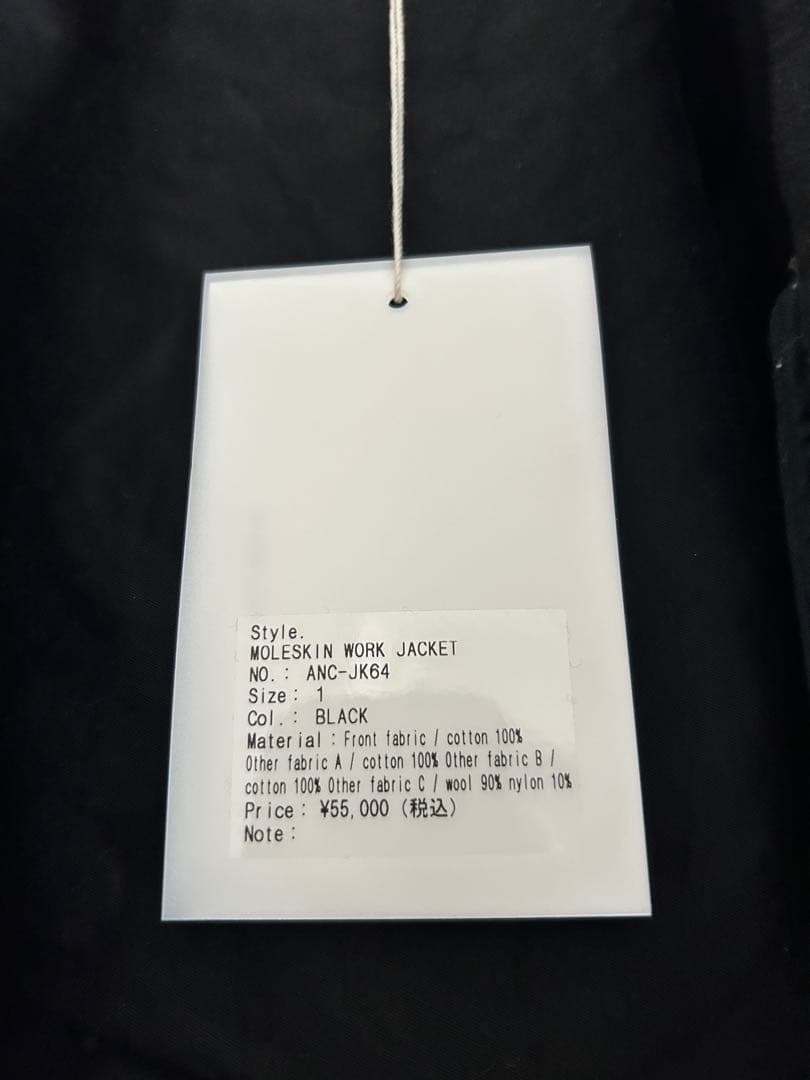 Style.
MOLESKIN WORK JACKET
NO.: ANC-JK64
Size: 1
Col.: BLACK
Material : Front fabric / cotton 100%
Other fabric A / cotton 100% Other fabric B /
cotton 100% Other fabric C / wool 90% nylon 10%
Price: ¥55,000 (税込)
Note: